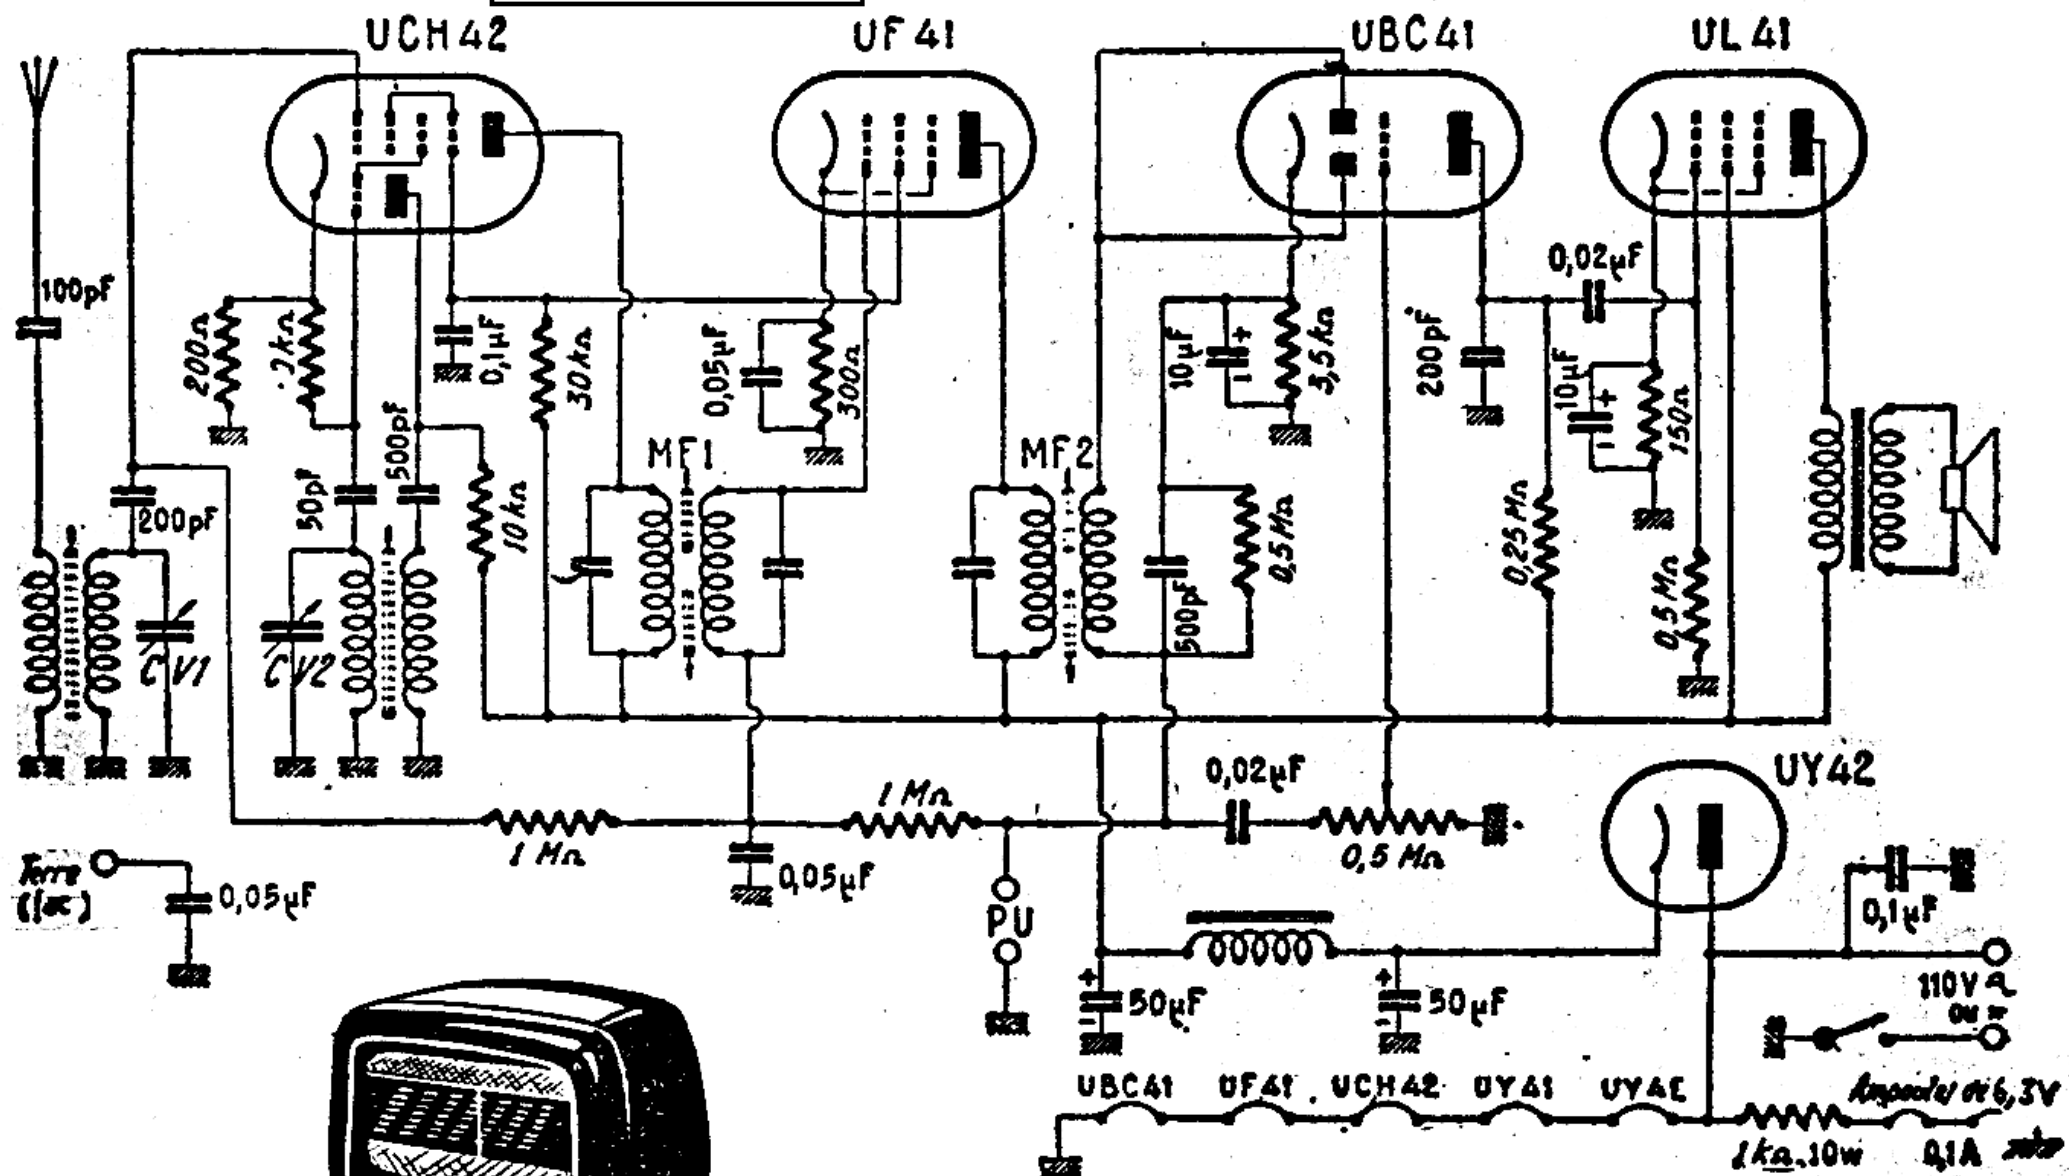 UCH42
UF41
UBC41
UL41
100pF
200Ω
0,1µF
30kΩ
0,05µF
300Ω
10µF
+
-
3,5kΩ
200pF
0,02µF
10µF
+
-
150Ω
MF1
MF2
200pF
50pF
500pF
10kΩ
500pF
0,5MΩ
0,25MΩ
0,5MΩ
CV1
CV2
UY42
0,02µF
1MΩ
1MΩ
0,5MΩ
Terre
0,05µF
0,05µF
PU
0,1µF
+
-
50µF
+
-
50µF
110V
ou =
UBC41
UF41
UCH42
UY41
6,3V
1kΩ.10w
0,1A